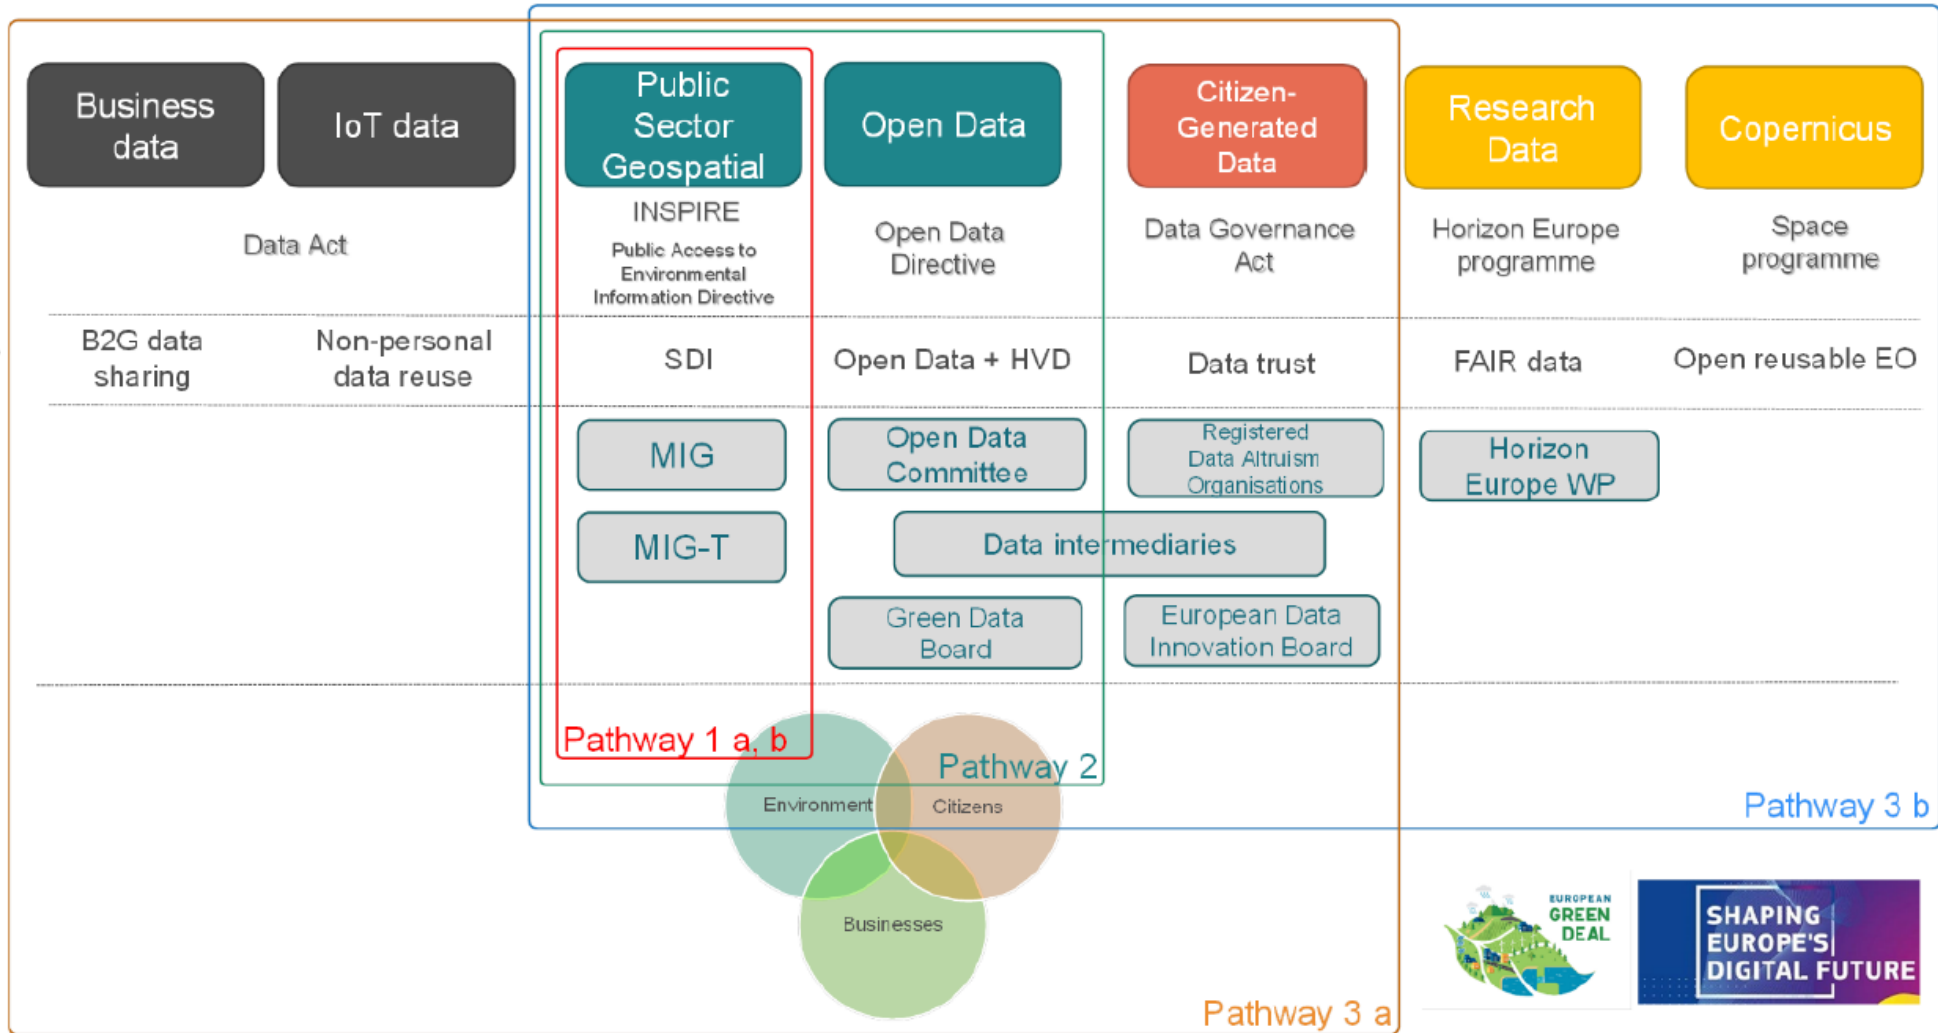 Business
data
IoT data
Public
Sector
Geospatial
Open Data
Citizen-
Generated
Data
Research
Data
Copernicus
Data Act
INSPIRE
Public Access to
Environmental
Information Directive
Open Data
Directive
Data Governance
Act
Horizon Europe
programme
Space
programme
B2G data
sharing
Non-personal
data reuse
SDI
Open Data + HVD
Data trust
FAIR data
Open reusable EO
MIG
Open Data
Committee
Registered
Data Altruism
Organisations
Horizon
Europe WP
MIG-T
Data intermediaries
Green Data
Board
European Data
Innovation Board
Pathway 1 a, b
Pathway 2
Environment
Citizens
Pathway 3 b
Businesses
EUROPEAN
GREEN
DEAL
SHAPING
EUROPE'S
DIGITAL FUTURE
Pathway 3 a